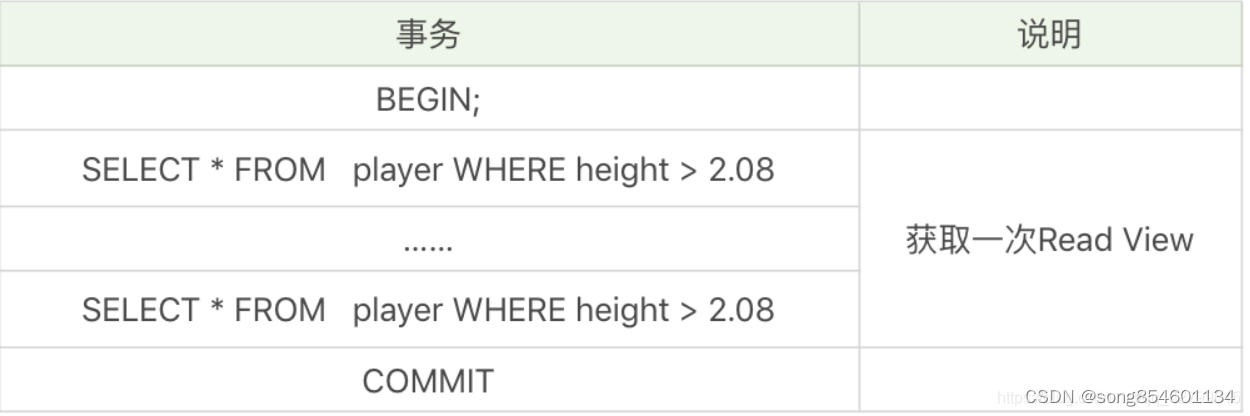 事务 说明
BEGIN;
SELECT * FROM player WHERE height > 2.08
……
获取一次Read View
SELECT * FROM player WHERE height > 2.08
COMMIT
CSDN @song854601134